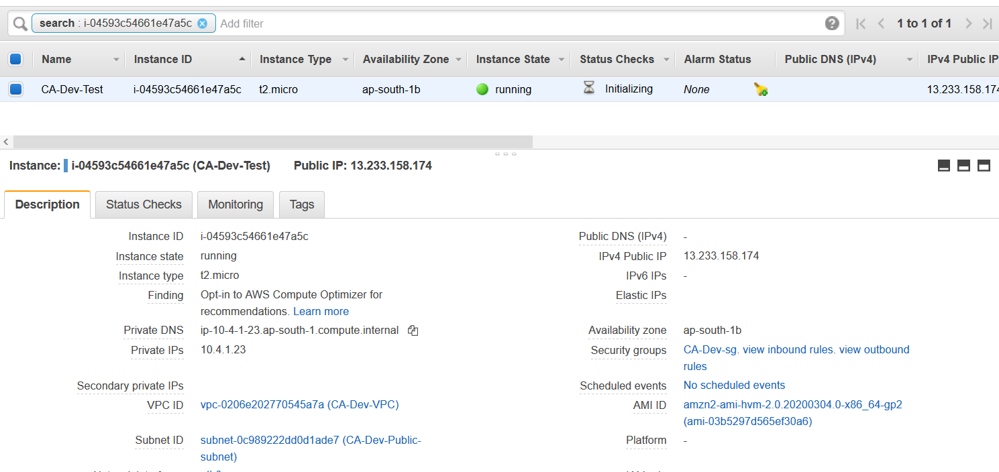 search : i-04593c54661e47a5c Add filter 1 to 1 of 1
Name Instance ID Instance Type Availability Zone Instance State Status Checks Alarm Status Public DNS (IPv4) IPv4 Public IP
CA-Dev-Test i-04593c54661e47a5c t2.micro ap-south-1b running Initializing None 13.233.158.174
Instance: i-04593c54661e47a5c (CA-Dev-Test) Public IP: 13.233.158.174
Description Status Checks Monitoring Tags
Instance ID i-04593c54661e47a5c Public DNS (IPv4) -
Instance state running IPv4 Public IP 13.233.158.174
Instance type t2.micro IPv6 IPs -
Finding Opt-in to AWS Compute Optimizer for Elastic IPs
recommendations. Learn more
Private DNS ip-10-4-1-23.ap-south-1.compute.internal Availability zone ap-south-1b
Private IPs 10.4.1.23 Security groups CA-Dev-sg. view inbound rules. view outbound
rules
Secondary private IPs Scheduled events No scheduled events
VPC ID vpc-0206e202770545a7a (CA-Dev-VPC) AMI ID amzn2-ami-hvm-2.0.20200304.0-x86_64-gp2
(ami-03b5297d565ef30a6)
Subnet ID subnet-0c989222dd0d1ade7 (CA-Dev-Public- Platform -
subnet)